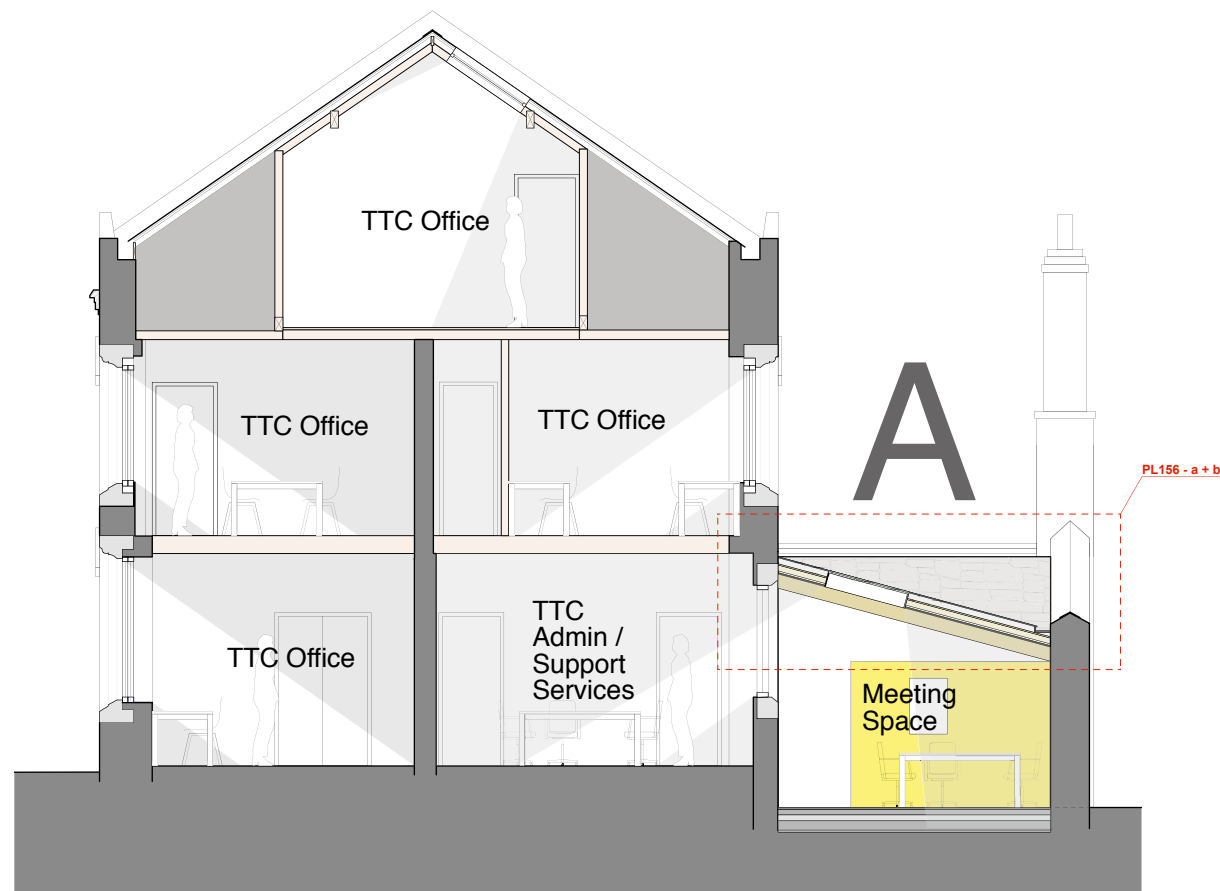 TTC Office
TTC Office
TTC Office
A
PL156 - a + b
TTC Office
TTC
Admin /
Support
Services
Meeting
Space